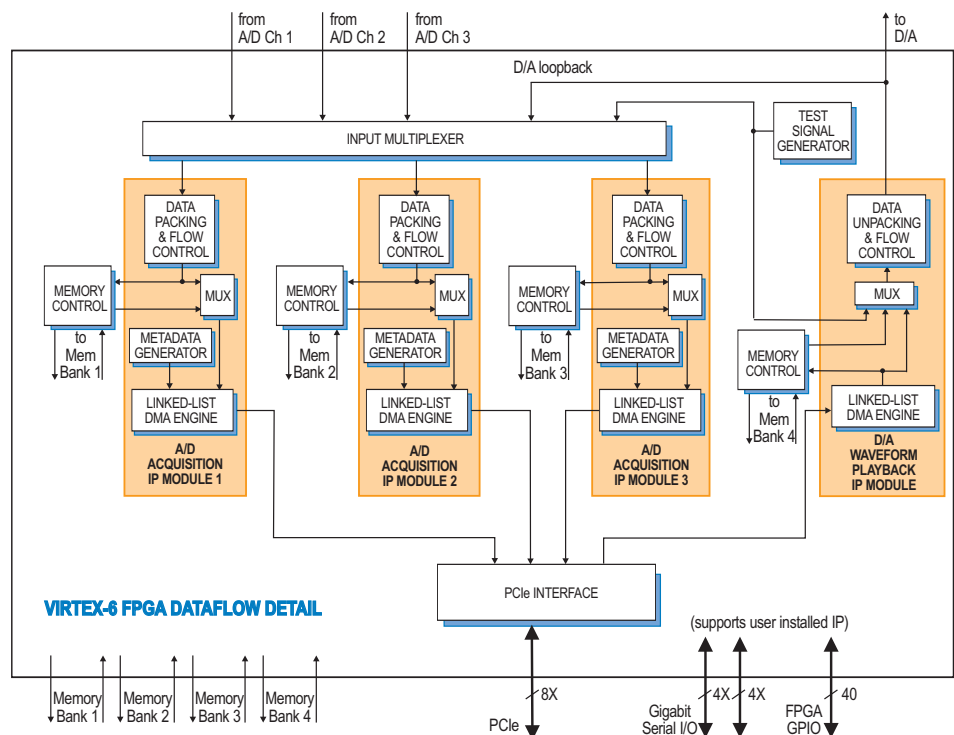 from
A/D Ch 1
from
A/D Ch 2
from
A/D Ch 3
to
D/A
D/A loopback
INPUT MULTIPLEXER
TEST
SIGNAL
GENERATOR
DATA
PACKING
& FLOW
CONTROL
MEMORY
CONTROL
MUX
to
Mem
Bank 1
METADATA
GENERATOR
LINKED-LIST
DMA ENGINE
A/D
ACQUISITION
IP MODULE 1
DATA
PACKING
& FLOW
CONTROL
MEMORY
CONTROL
MUX
to
Mem
Bank 2
METADATA
GENERATOR
LINKED-LIST
DMA ENGINE
A/D
ACQUISITION
IP MODULE 2
DATA
PACKING
& FLOW
CONTROL
MEMORY
CONTROL
MUX
to
Mem
Bank 3
METADATA
GENERATOR
LINKED-LIST
DMA ENGINE
A/D
ACQUISITION
IP MODULE 3
DATA
UNPACKING
& FLOW
CONTROL
MUX
MEMORY
CONTROL
to
Mem
Bank 4
LINKED-LIST
DMA ENGINE
D/A
WAVEFORM
PLAYBACK
IP MODULE
PCIe INTERFACE
VIRTEX-6 FPGA DATAFLOW DETAIL
(supports user installed IP)
Memory
Bank 1
Memory
Bank 2
Memory
Bank 3
Memory
Bank 4
8X
PCIe
4X
4X
Gigabit
Serial I/O
40
FPGA
GPIO